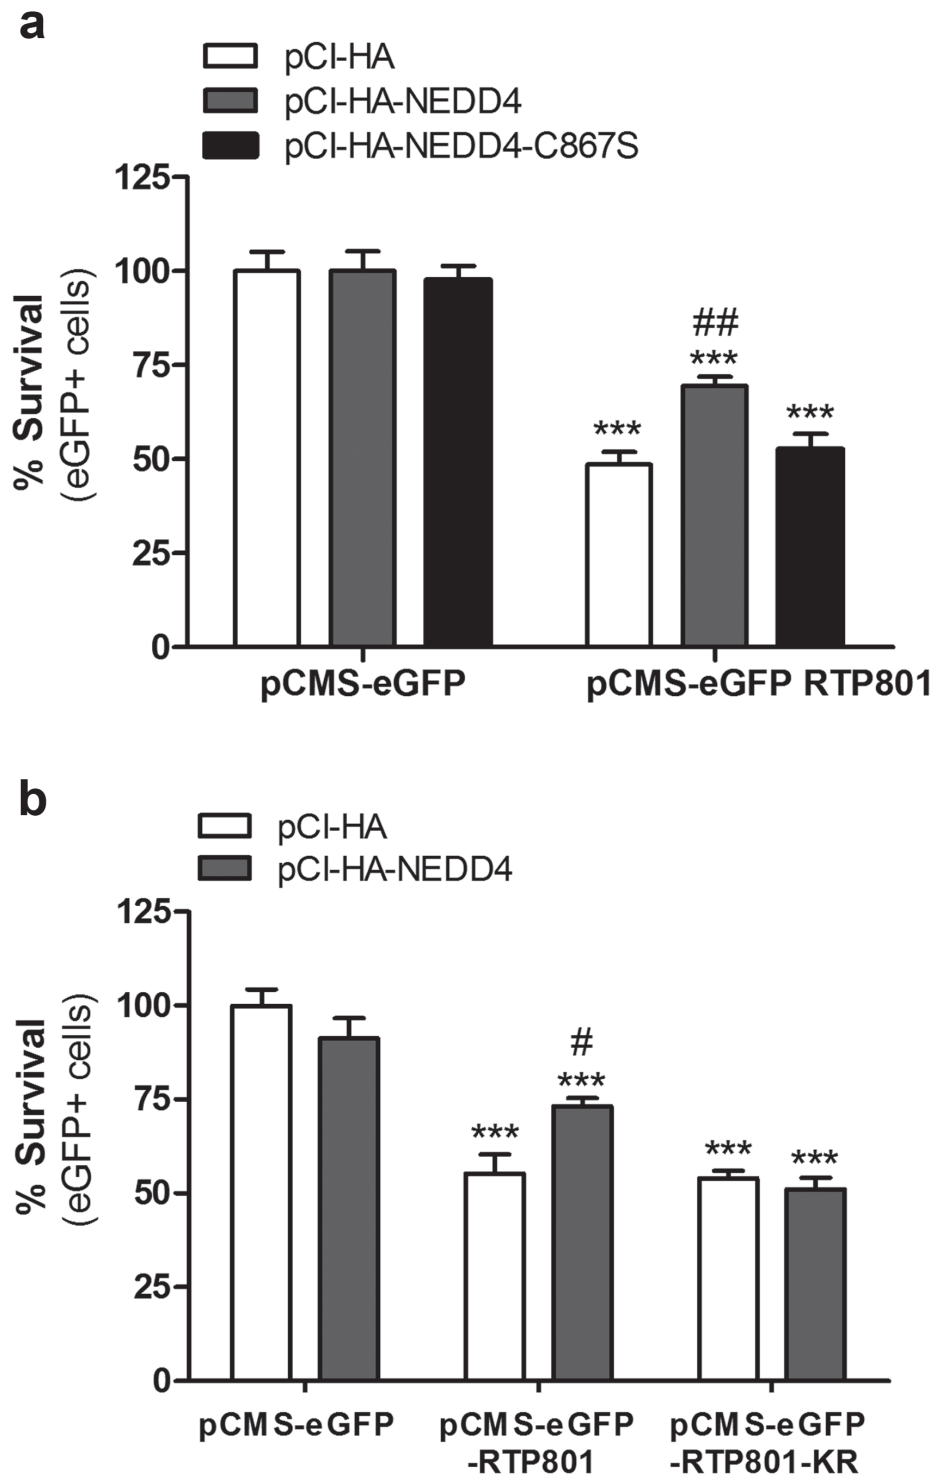 a
pCI-HA
pCI-HA-NEDD4
pCI-HA-NEDD4-C867S
% Survival
(eGFP+ cells)
125
100
75
50
25
0
##
***
***
***
pCMS-eGFP
pCMS-eGFP RTP801
b
pCI-HA
pCI-HA-NEDD4
% Survival
(eGFP+ cells)
125
100
75
50
25
0
#
***
***
***
***
pCMS-eGFP
pCMS-eGFP
-RTP801
pCMS-eGFP
-RTP801-KR